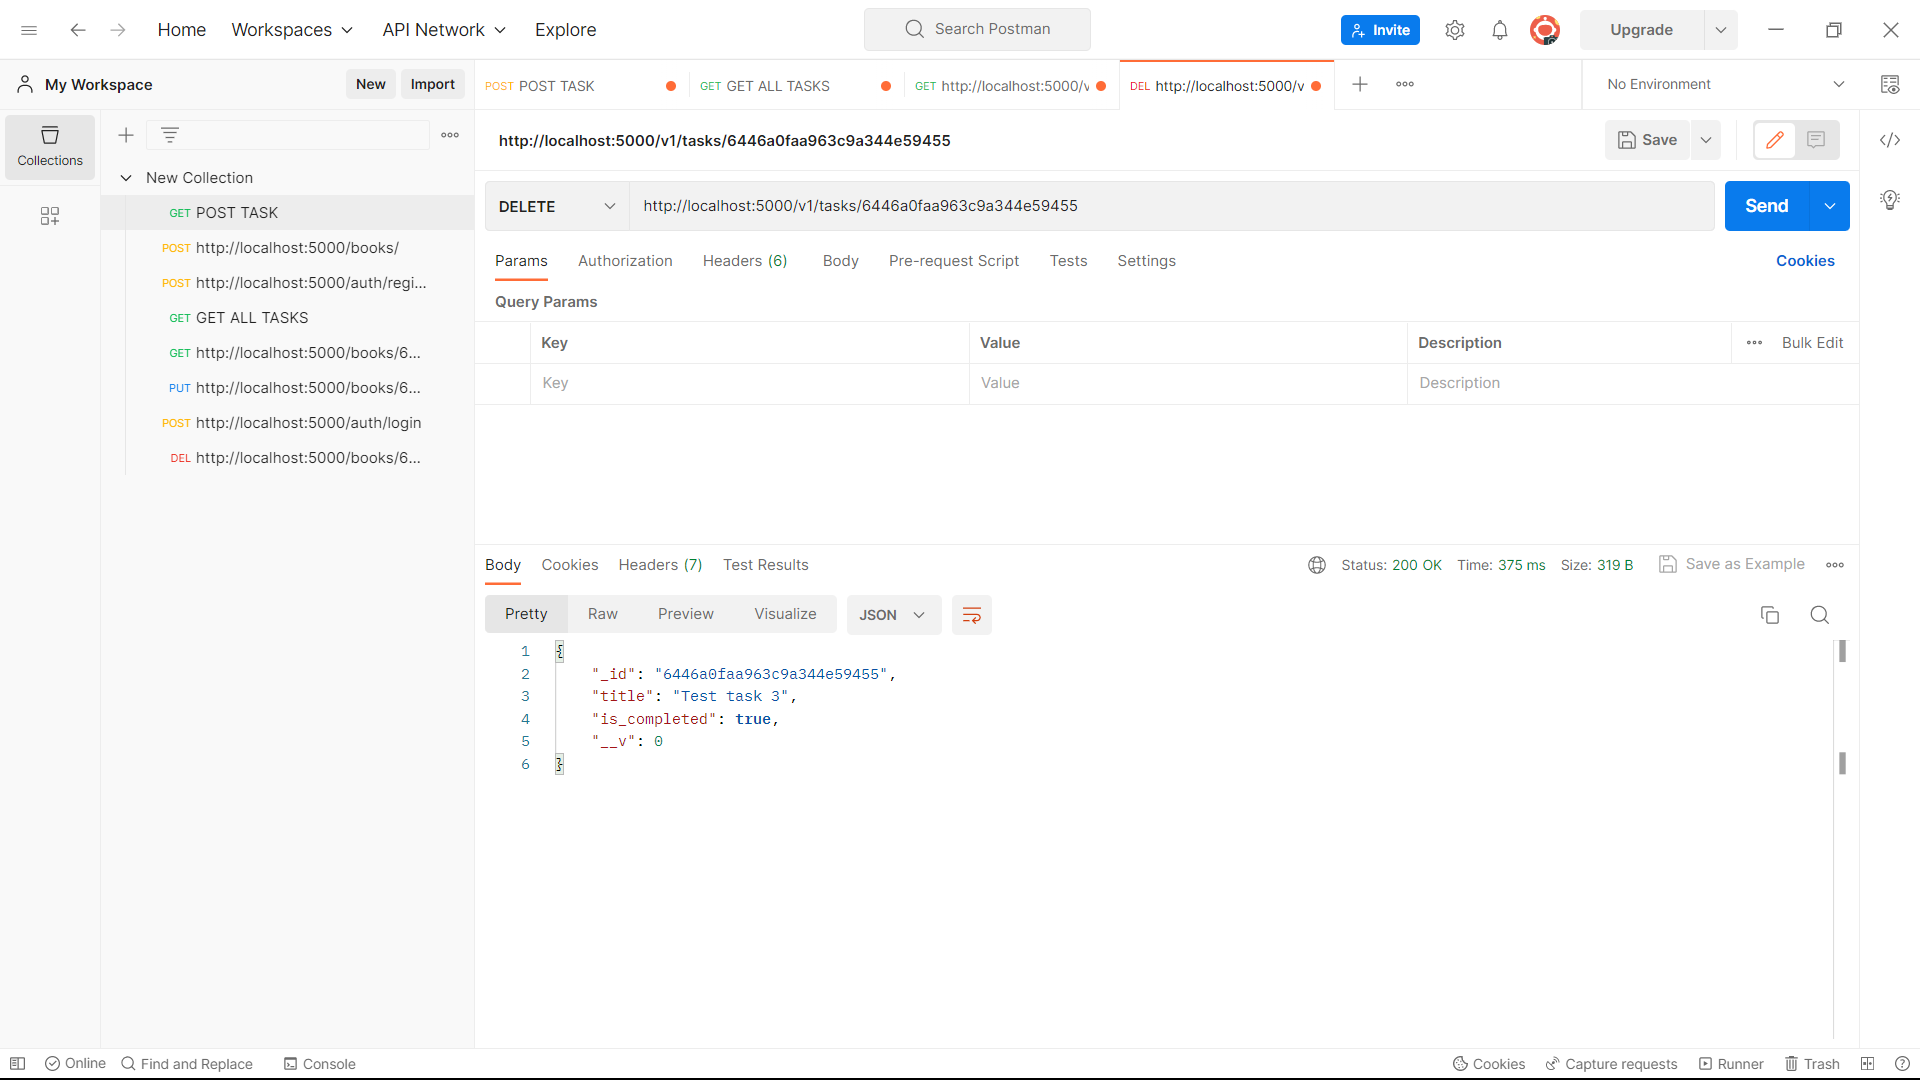 Home Workspaces API Network Explore Search Postman Invite Upgrade
My Workspace New Import
POST POST TASK GET GET ALL TASKS GET http://localhost:5000/v DEL http://localhost:5000/v No Environment
Collections
New Collection
GET POST TASK
POST http://localhost:5000/books/
POST http://localhost:5000/auth/regi...
GET GET ALL TASKS
GET http://localhost:5000/books/6...
PUT http://localhost:5000/books/6...
POST http://localhost:5000/auth/login
DEL http://localhost:5000/books/6...
http://localhost:5000/v1/tasks/6446a0faa963c9a344e59455 Save
DELETE http://localhost:5000/v1/tasks/6446a0faa963c9a344e59455 Send
Params Authorization Headers (6) Body Pre-request Script Tests Settings Cookies
Query Params
Key Value Description Bulk Edit
Key Value Description
Body Cookies Headers (7) Test Results Status: 200 OK Time: 375 ms Size: 319 B Save as Example
Pretty Raw Preview Visualize JSON
1 {
2 "_id": "6446a0faa963c9a344e59455",
3 "title": "Test task 3",
4 "is_completed": true,
5 "__v": 0
6 }
Online Find and Replace Console Cookies Capture requests Runner Trash